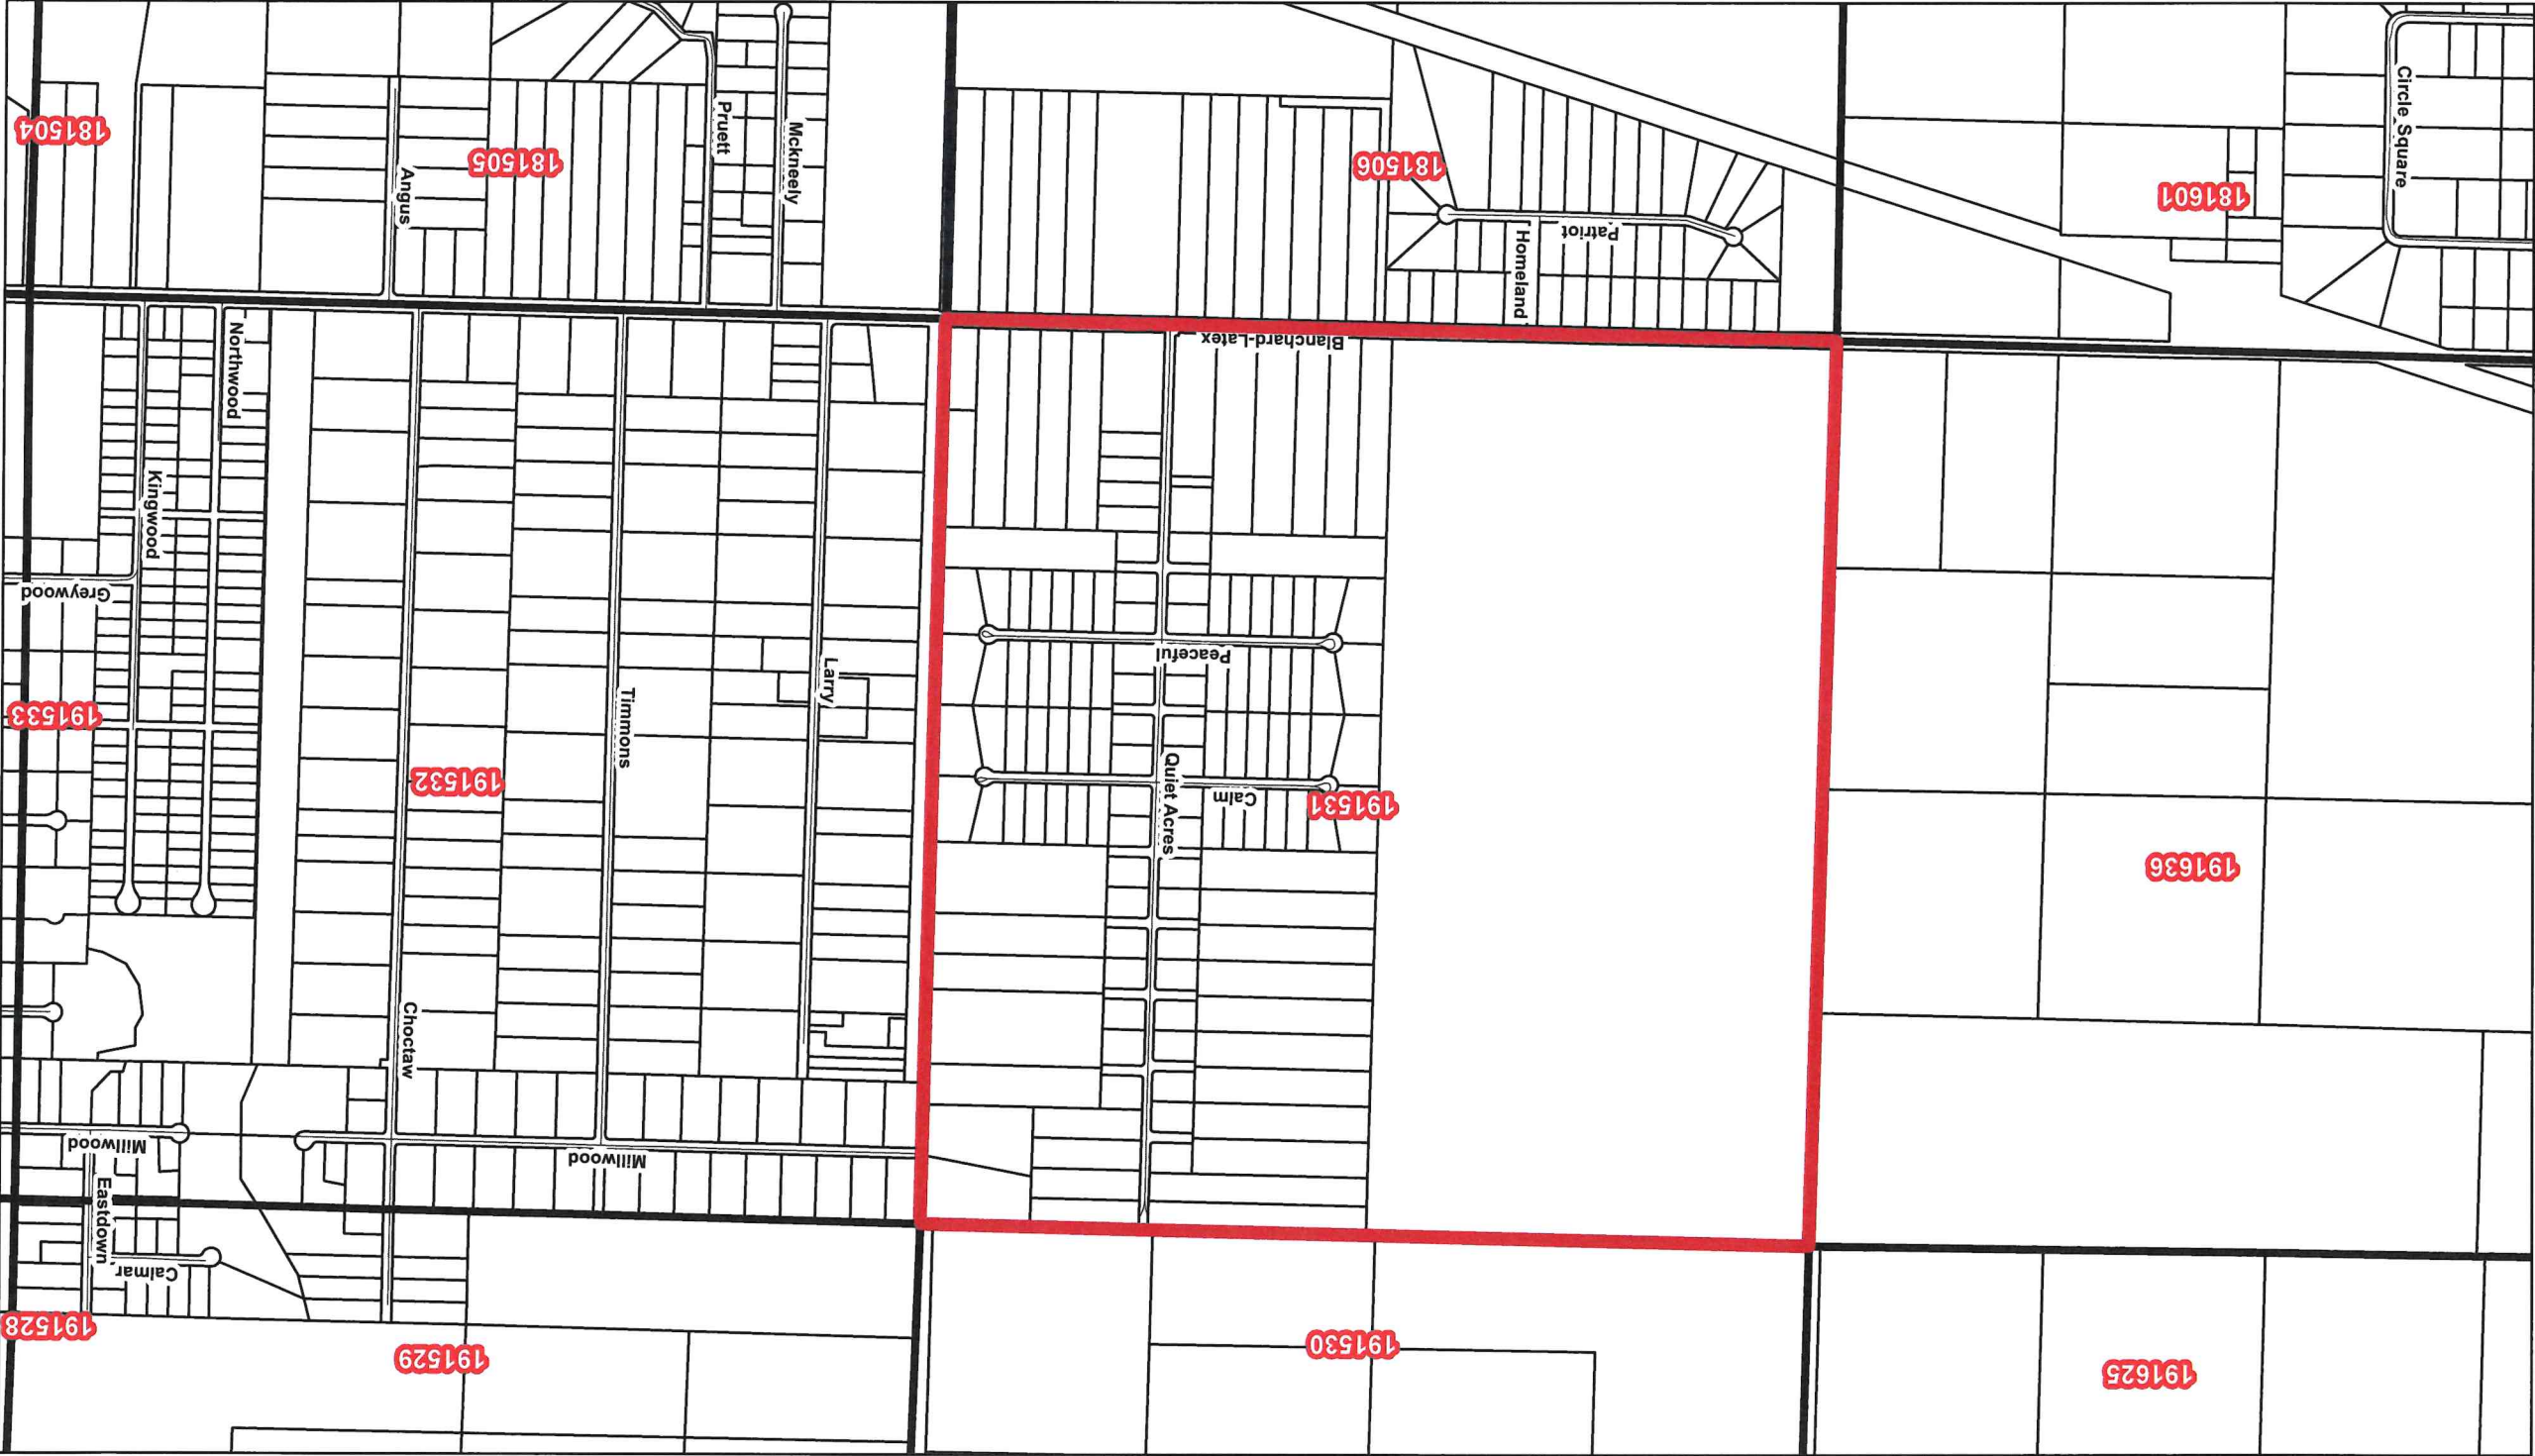 191625
191530
191529
191528
Calmar
Eastdown
Millwood
Millwood
Choctaw
191636
191531
Calm
Quiet Acres
191532
Timmons
191533
Larry
Peaceful
Greywood
Kingwood
Northwood
Blanchard-Latex
Homeland
Patriot
181601
181506
181505
Angus
Mckneely
Pruett
181504
Circle Square